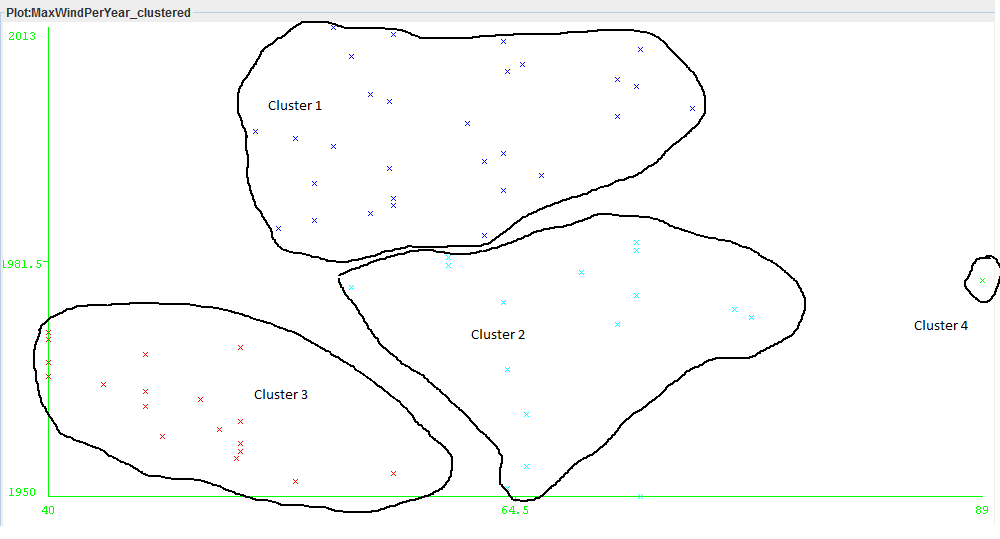 Plot:MaxWindPerYear_clustered
2013
Cluster 1
1981.5
Cluster 2
Cluster 4
Cluster 3
1950
40
64.5
89